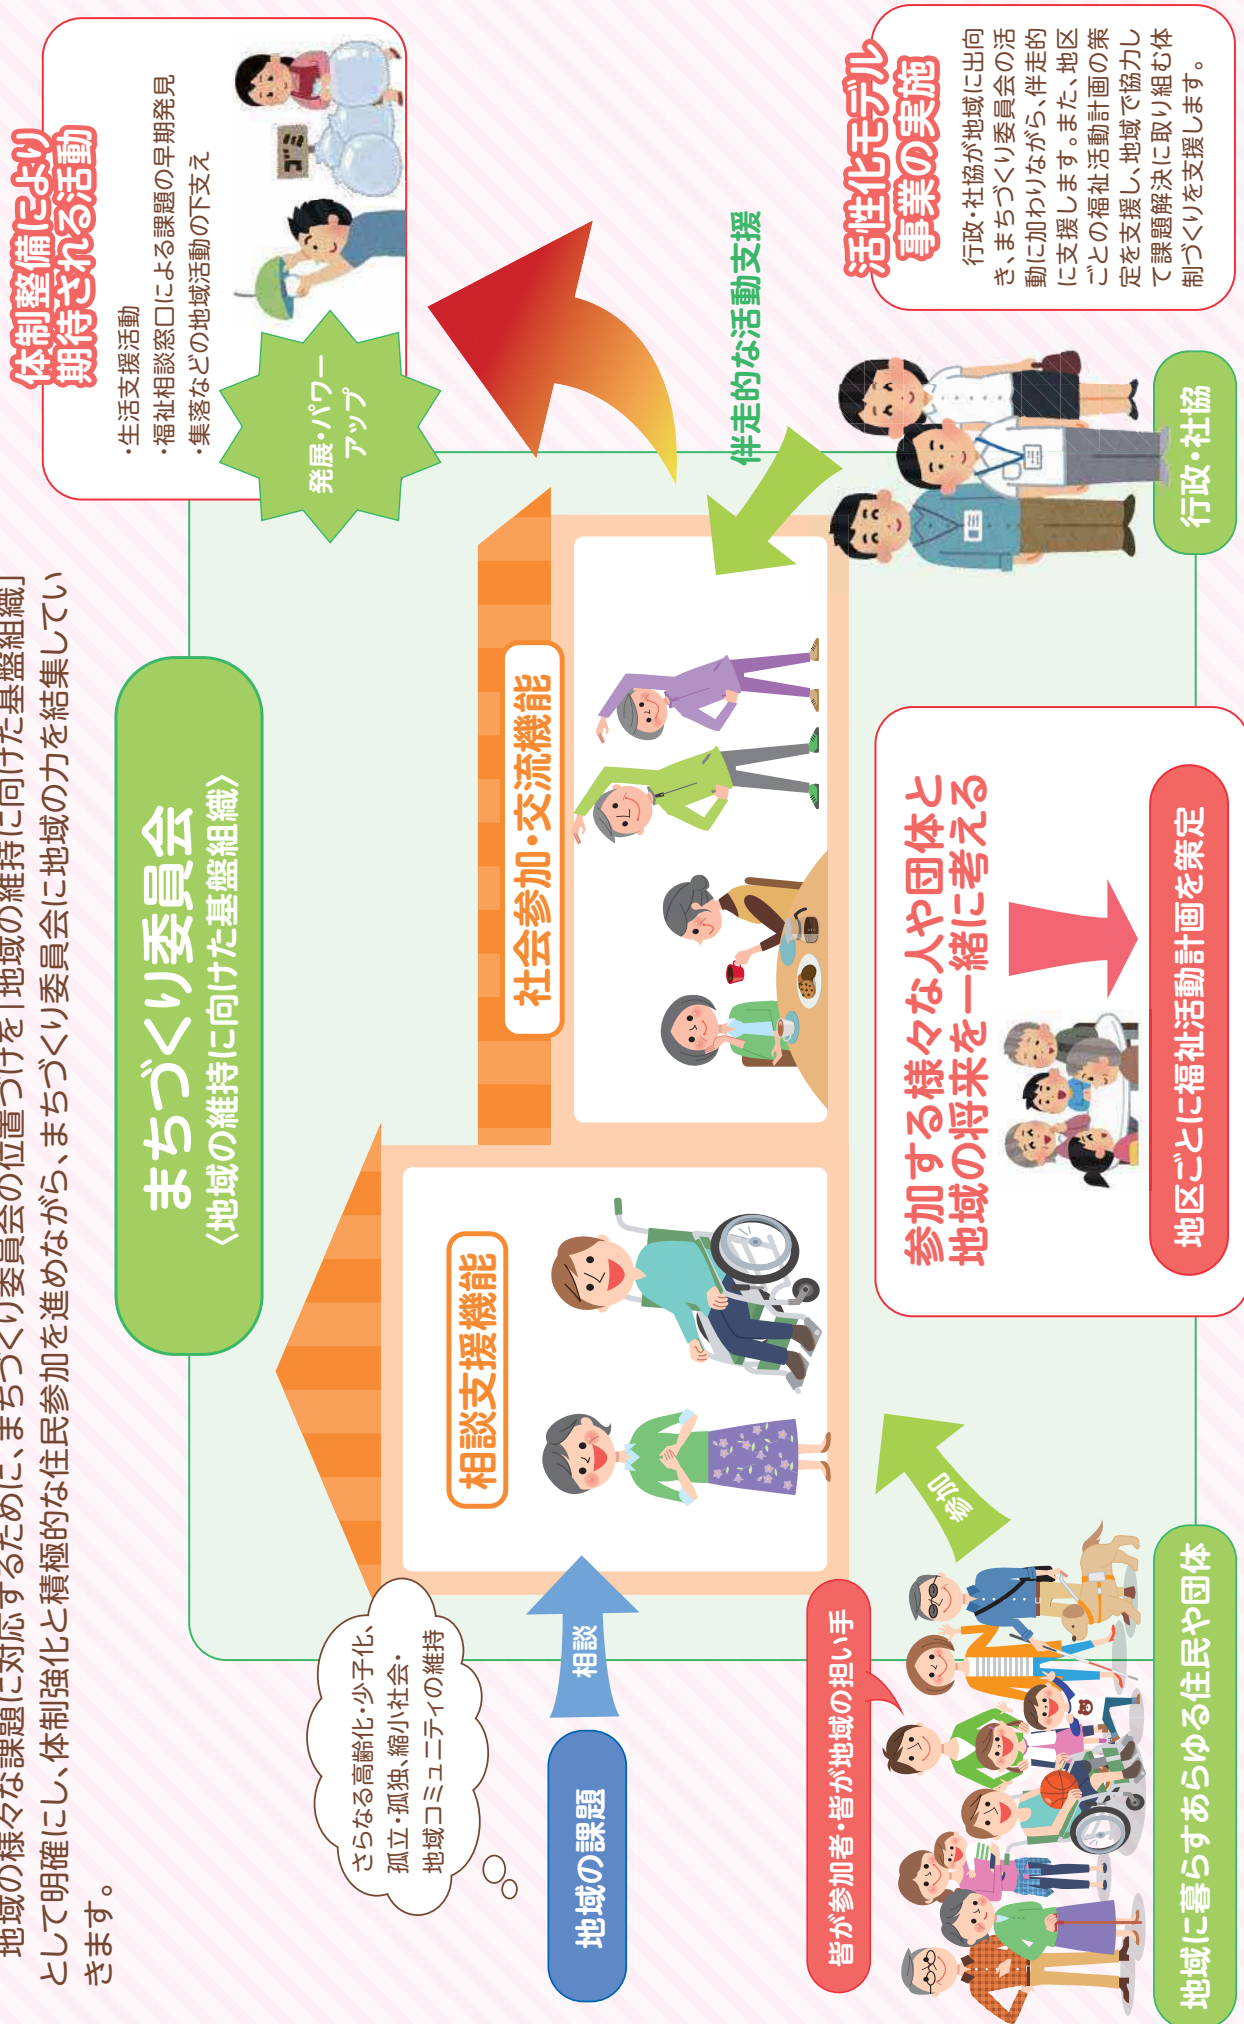 地域の様々な課題に対応するために、まちづくり委員会の位置づけを「地域の維持に向けた基盤組織」
として明確にし、体制強化と積極的な住民参加を進めながら、まちづくり委員会に地域の力を結集してい
きます。
まちづくり委員会
〈地域の維持に向けた基盤組織〉
体制整備により
期待される活動
・生活支援活動
・福祉相談窓口による課題の早期発見
・集落などの地域活動の下支え
ゴミ
発展・パワー
アップ
さらなる高齢化・少子化、
孤立・孤独、縮小社会・
地域コミュニティの維持
地域の課題
相談
相談支援機能
社会参加・交流機能
伴走的な活動支援
活性化モデル
事業の実施
行政・社協が地域に出向
き、まちづくり委員会の活
動に加わりながら、伴走的
に支援します。また、地区
ごとの福祉活動計画の策
定を支援し、地域で協力し
て課題解決に取り組む体
制づくりを支援します。
行政・社協
皆が参加者・皆が地域の担い手
参加
地域に暮らすあらゆる住民や団体
参加する様々な人や団体と
地域の将来を一緒に考える
地区ごとに福祉活動計画を策定